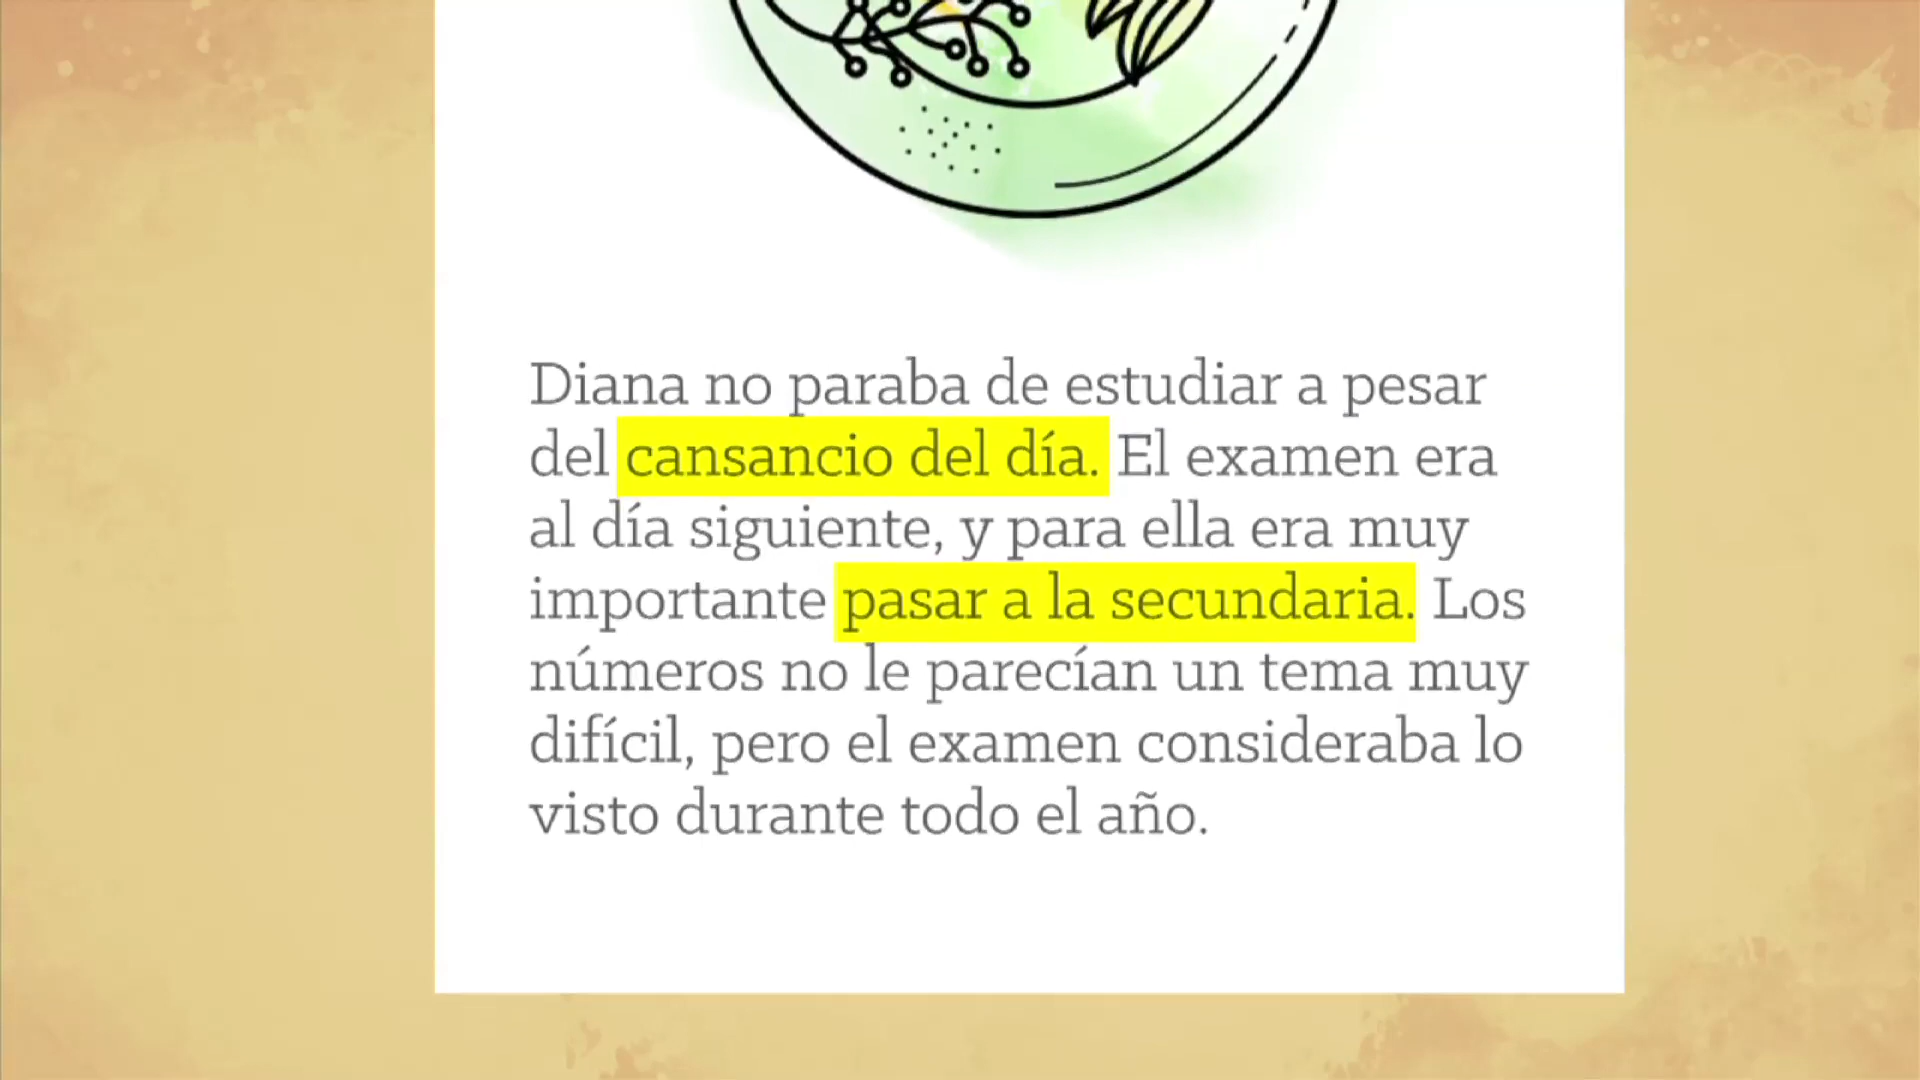 Diana no paraba de estudiar a pesar
del cansancio del día. El examen era
al día siguiente, y para ella era muy
importante pasar a la secundaria. Los
números no le parecían un tema muy
difícil, pero el examen consideraba lo
visto durante todo el año.